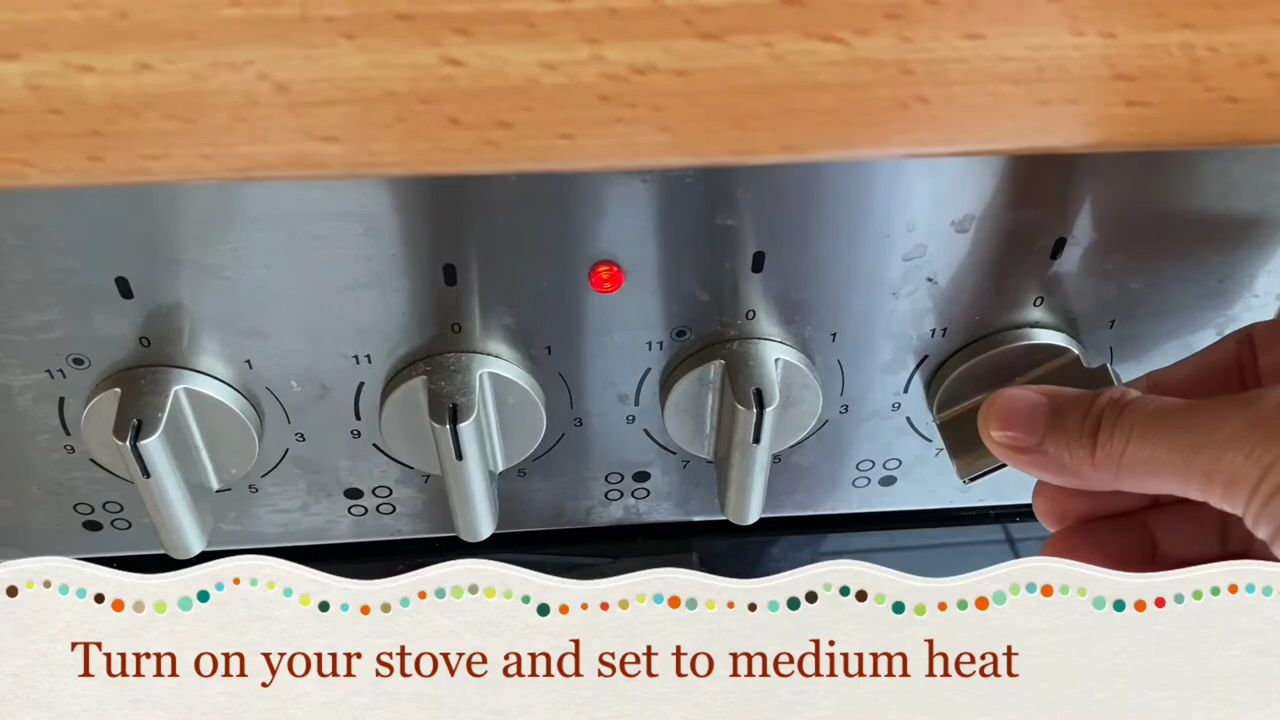 0 0 0 0
11 1 11 1 11 1 11 1
9 3 9 3 9 3 9
5 7 5 7 5 7
Turn on your stove and set to medium heat